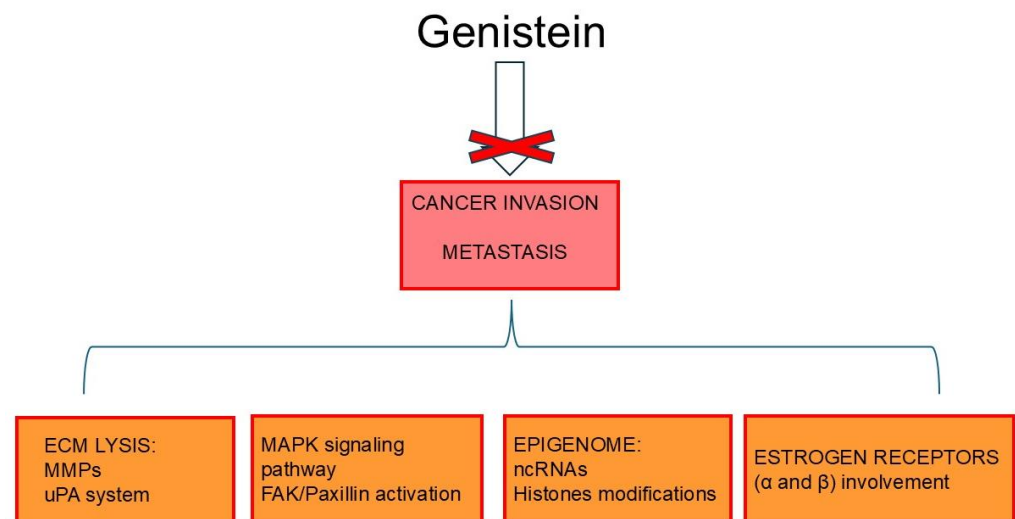 Genistein
CANCER INVASION
METASTASIS
ECM LYSIS:
MMPs
uPA system
MAPK signaling
pathway
FAK/Paxillin activation
EPIGENOME:
ncRNAs
Histones modifications
ESTROGEN RECEPTORS
(α and β) involvement